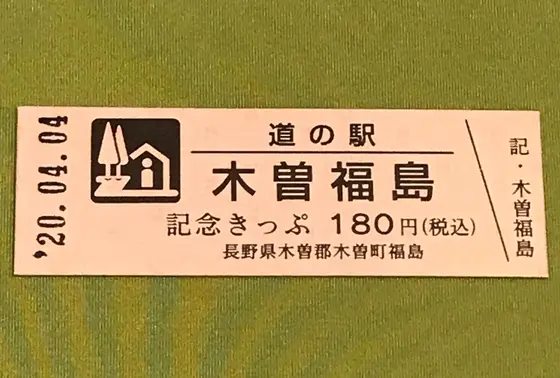 '20.04.04
道の駅
木曽福島
記念きっぷ 180円(税込)
長野県木曽郡木曽町福島
記・木曽福島